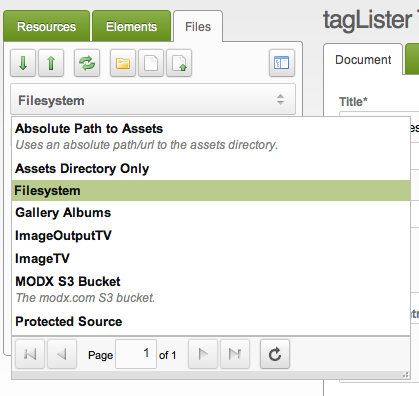 tagLister
Resources Elements Files
Document
Filesystem
Title*
Absolute Path to Assets
Uses an absolute path/url to the assets directory.
Assets Directory Only
Filesystem
Gallery Albums
ImageOutputTV
ImageTV
MODX S3 Bucket
The modx.com S3 bucket.
Protected Source
Page 1 of 1